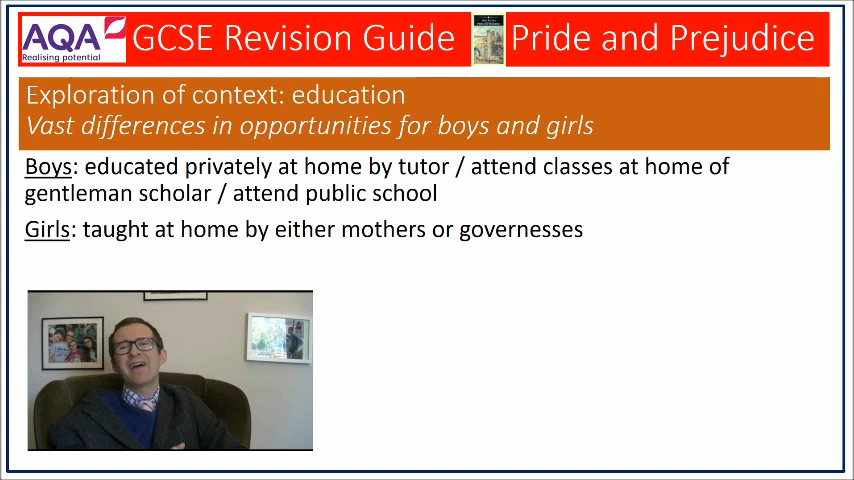 AQA GCSE Revision Guide Pride and Prejudice
Realising potential
Exploration of context: education
Vast differences in opportunities for boys and girls
Boys: educated privately at home by tutor / attend classes at home of
gentleman scholar / attend public school
Girls: taught at home by either mothers or governesses